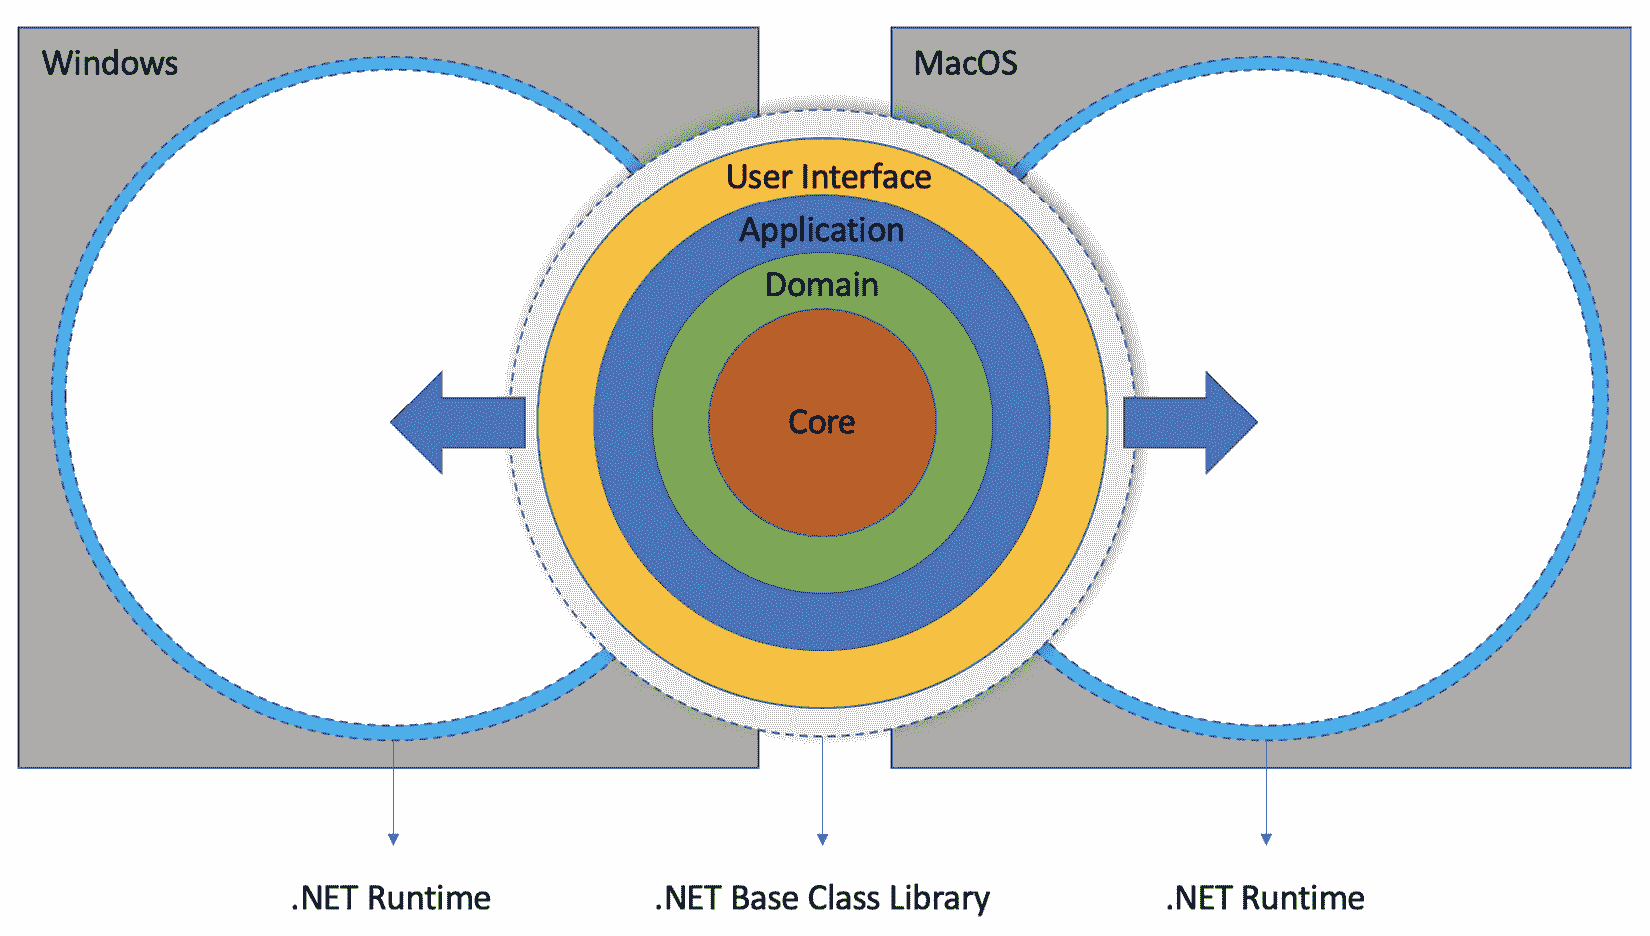 Windows
MacOS
User Interface
Application
Domain
Core
.NET Runtime
.NET Base Class Library
.NET Runtime